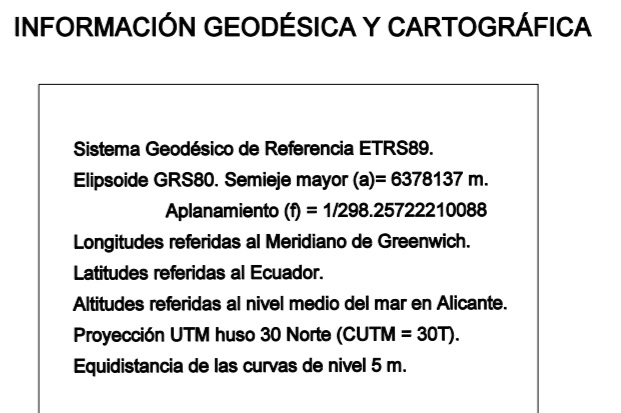 INFORMACIÓN GEODÉSICA Y CARTOGRÁFICA
Sistema Geodésico de Referencia ETRS89.
Elipsoide GRS80. Semieje mayor (a)= 6378137 m.
Aplanamiento (f) = 1/298.25722210088
Longitudes referidas al Meridiano de Greenwich.
Latitudes referidas al Ecuador.
Altitudes referidas al nivel medio del mar en Alicante.
Proyección UTM huso 30 Norte (CUTM = 30T).
Equidistancia de las curvas de nivel 5 m.